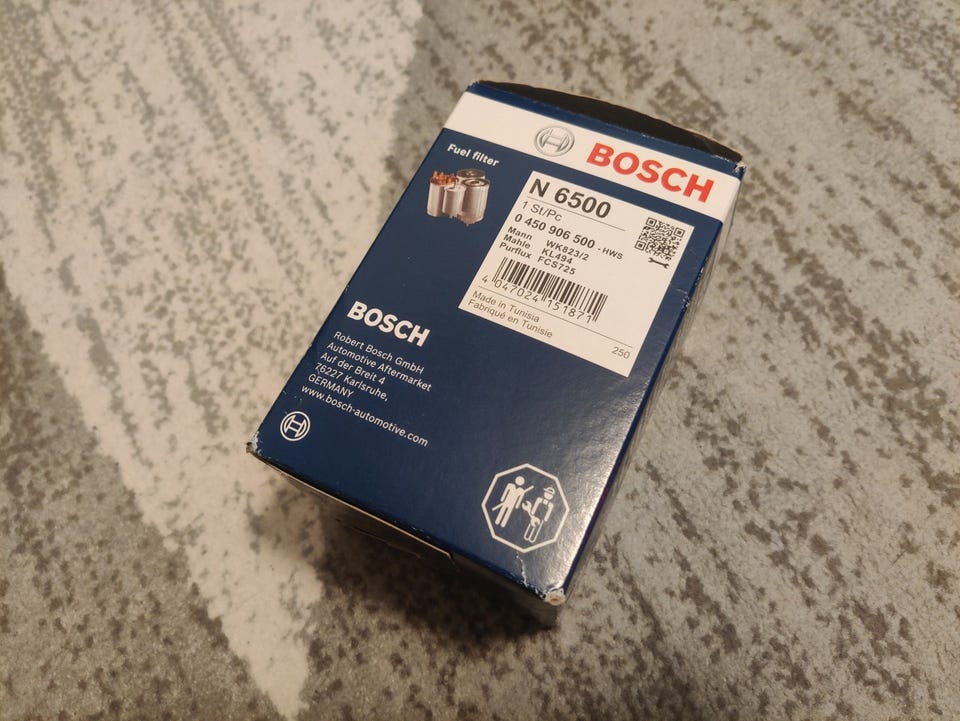 BOSCH
Fuel filter
N 6500
1 St/Pc
0 450 906 500 - HWS
Mann WK823/2
Mahle KL494
Purflux FCS725
4 047024 151871
Made in Tunisia
Fabriqué en Tunisie
250
BOSCH
Robert Bosch GmbH
Automotive Aftermarket
Auf der Breit 4
76227 Karlsruhe,
GERMANY
www.bosch-automotive.com